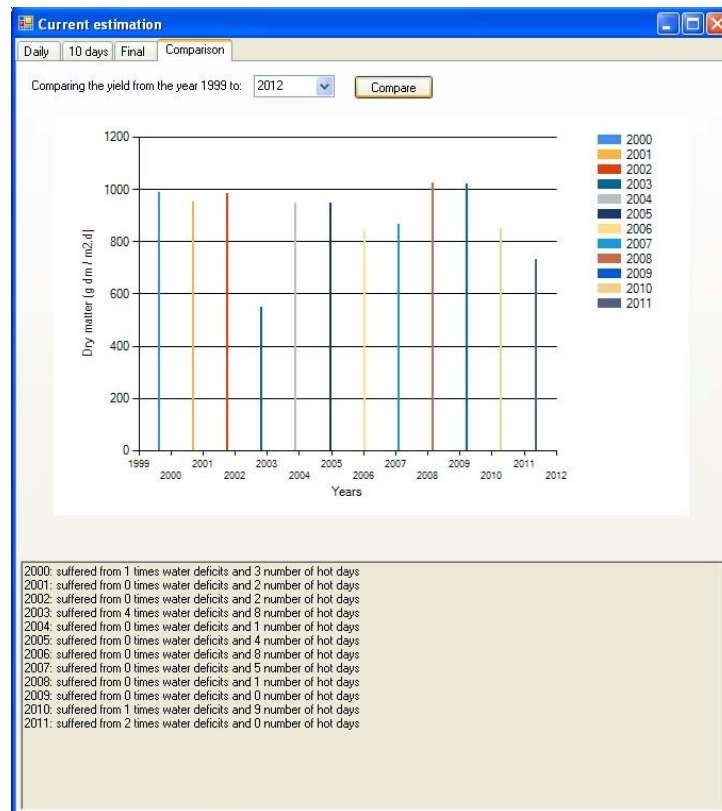 Current estimation
Daily 10 days Final Comparison
Comparing the yield from the year 1999 to: 2012 Compare
1200
1000
800
600
400
200
0
Dry matter (g dm / m2.d|
1999 2000 2001 2002 2003 2004 2005 2006 2007 2008 2009 2010 2011 2012
Years
2000
2001
2002
2003
2004
2005
2006
2007
2008
2009
2010
2011
2000: suffered from 1 times water deficits and 3 number of hot days
2001: suffered from 0 times water deficits and 2 number of hot days
2002: suffered from 0 times water deficits and 2 number of hot days
2003: suffered from 4 times water deficits and 8 number of hot days
2004: suffered from 0 times water deficits and 1 number of hot days
2005: suffered from 0 times water deficits and 4 number of hot days
2006: suffered from 0 times water deficits and 8 number of hot days
2007: suffered from 0 times water deficits and 5 number of hot days
2008: suffered from 0 times water deficits and 1 number of hot days
2009: suffered from 0 times water deficits and 0 number of hot days
2010: suffered from 1 times water deficits and 9 number of hot days
2011: suffered from 2 times water deficits and 0 number of hot days